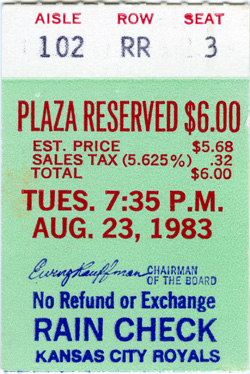 AISLE ROW SEAT
102 RR 3
PLAZA RESERVED $6.00
EST. PRICE $5.68
SALES TAX (5.625%) .32
TOTAL $6.00
TUES. 7:35 P.M.
AUG. 23, 1983
Ewing Kauffman CHAIRMAN
OF THE BOARD
No Refund or Exchange
RAIN CHECK
KANSAS CITY ROYALS